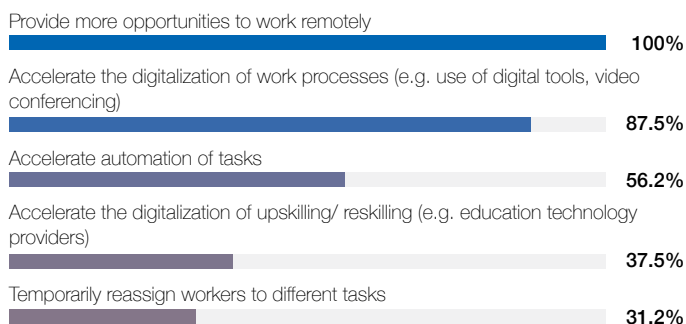 Provide more opportunities to work remotely
100%
Accelerate the digitalization of work processes (e.g. use of digital tools, video
conferencing)
87.5%
Accelerate automation of tasks
56.2%
Accelerate the digitalization of upskilling/ reskilling (e.g. education technology
providers)
37.5%
Temporarily reassign workers to different tasks
31.2%